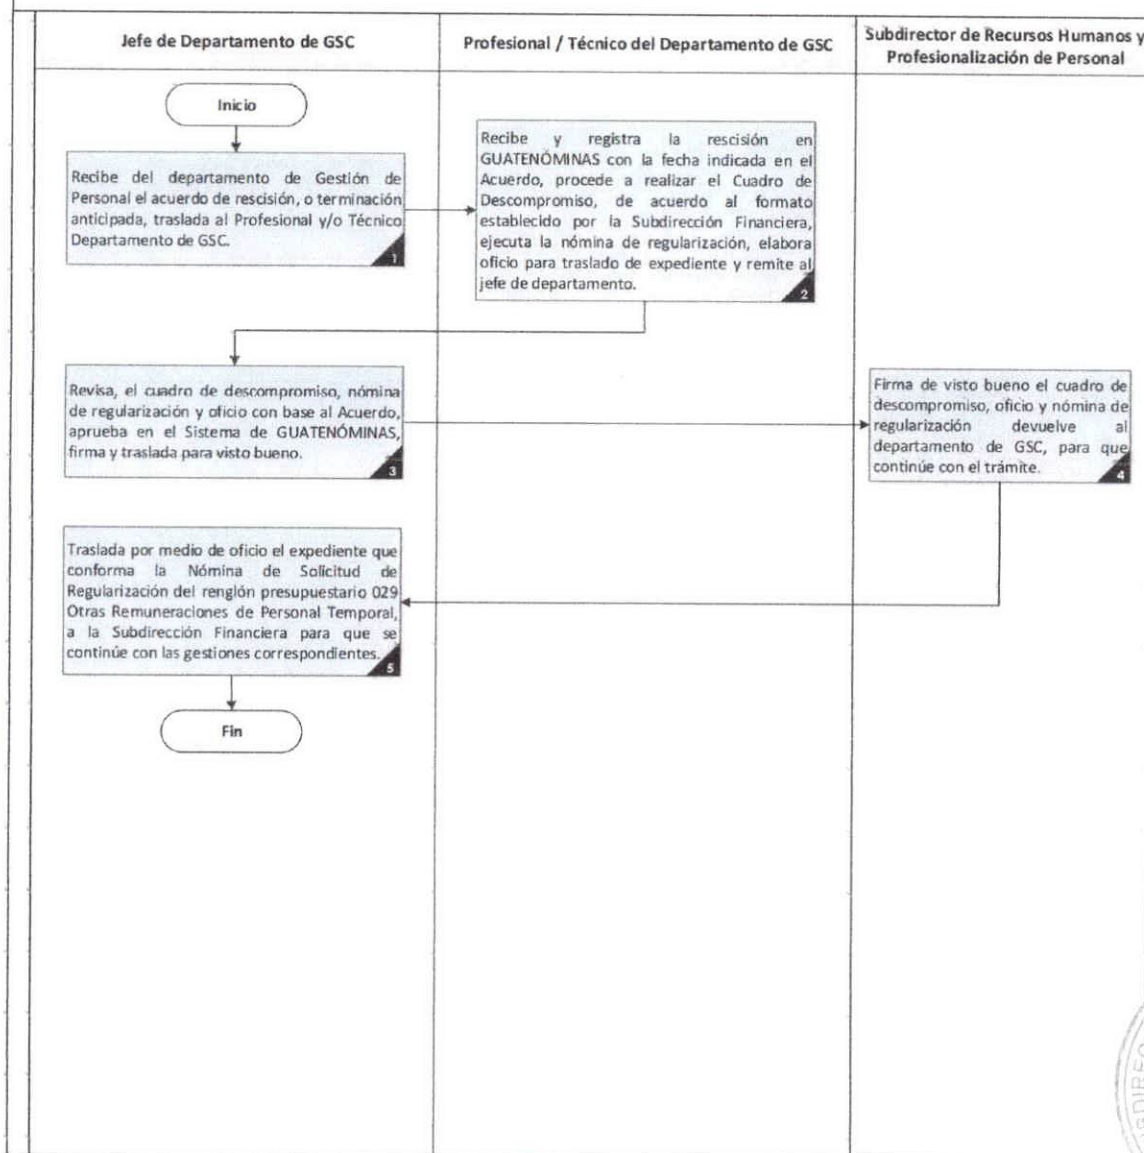 Jefe de Departamento de GSC
Profesional / Técnico del Departamento de GSC
Subdirector de Recursos Humanos y
Profesionalización de Personal
Inicio
Recibe del departamento de Gestión de
Personal el acuerdo de rescisión, o terminación
anticipada, traslada al Profesional y/o Técnico
Departamento de GSC.
1
Recibe y registra la rescisión en
GUATENÓMINAS con la fecha indicada en el
Acuerdo, procede a realizar el Cuadro de
Descompromiso, de acuerdo al formato
establecido por la Subdirección Financiera,
ejecuta la nómina de regularización, elabora
oficio para traslado de expediente y remite al
jefe de departamento.
2
Revisa, el cuadro de descompromiso, nómina
de regularización y oficio con base al Acuerdo,
aprueba en el Sistema de GUATENÓMINAS,
firma y traslada para visto bueno.
3
Firma de visto bueno el cuadro de
descompromiso, oficio y nómina de
regularización devuelve al
departamento de GSC, para que
continúe con el trámite.
4
Traslada por medio de oficio el expediente que
conforma la Nómina de Solicitud de
Regularización del renglón presupuestario 029
Otras Remuneraciones de Personal Temporal,
a la Subdirección Financiera para que se
continúe con las gestiones correspondientes.
5
Fin